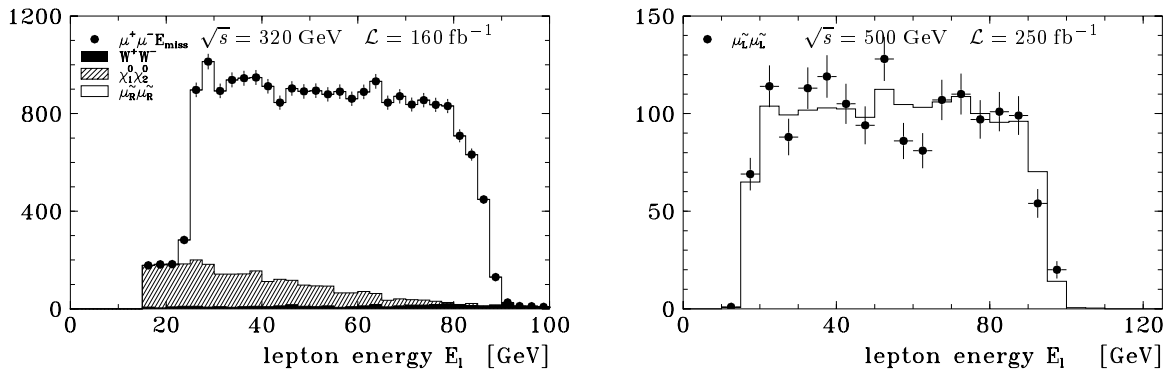 1200
800
400
0
μ⁺ μ⁻ E_miss √s = 320 GeV ℒ = 160 fb⁻¹
W⁺W⁻
χ⁰₁χ⁰₂
μ̃_R μ̃_R
0 20 40 60 80 100
lepton energy E_l [GeV]
150
100
50
0
μ̃_L μ̃_L √s = 500 GeV ℒ = 250 fb⁻¹
0 40 80 120
lepton energy E_l [GeV]